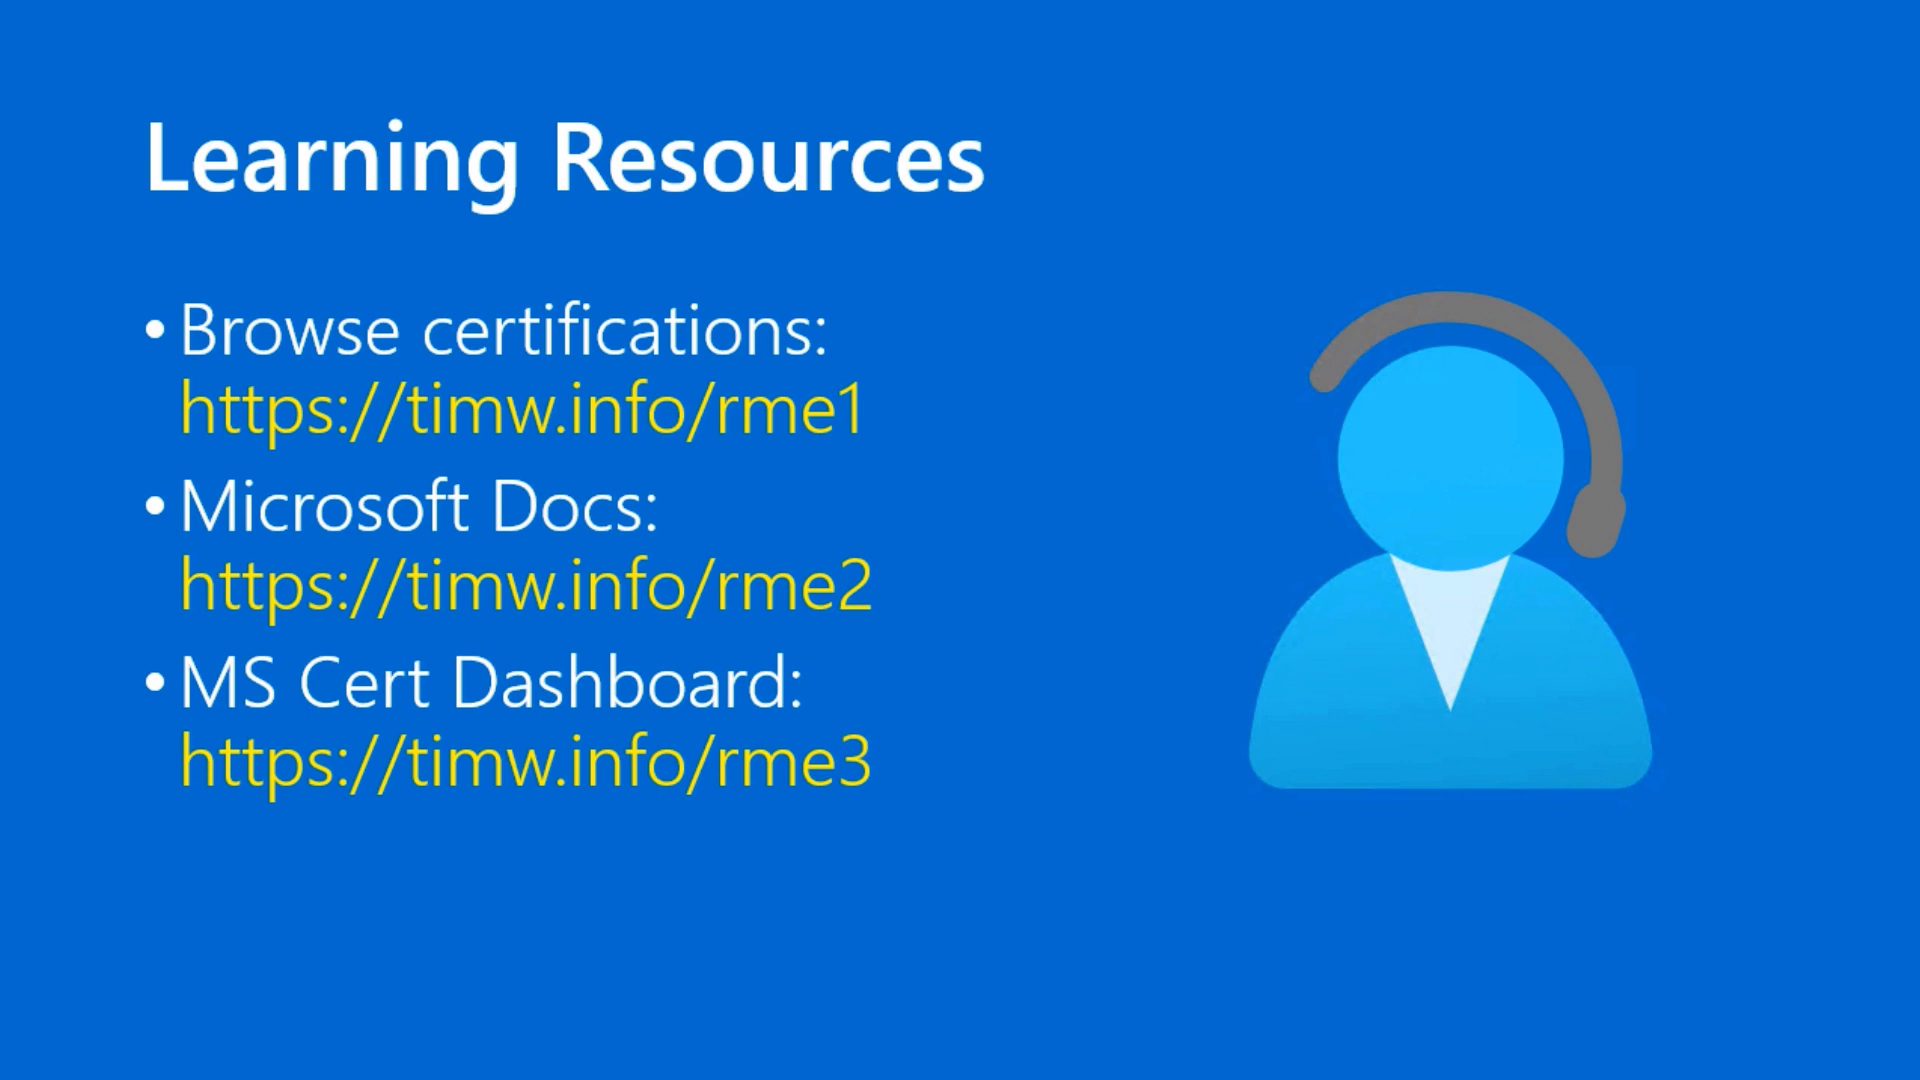 Learning Resources
• Browse certifications:
https://timw.info/rme1
• Microsoft Docs:
https://timw.info/rme2
• MS Cert Dashboard:
https://timw.info/rme3